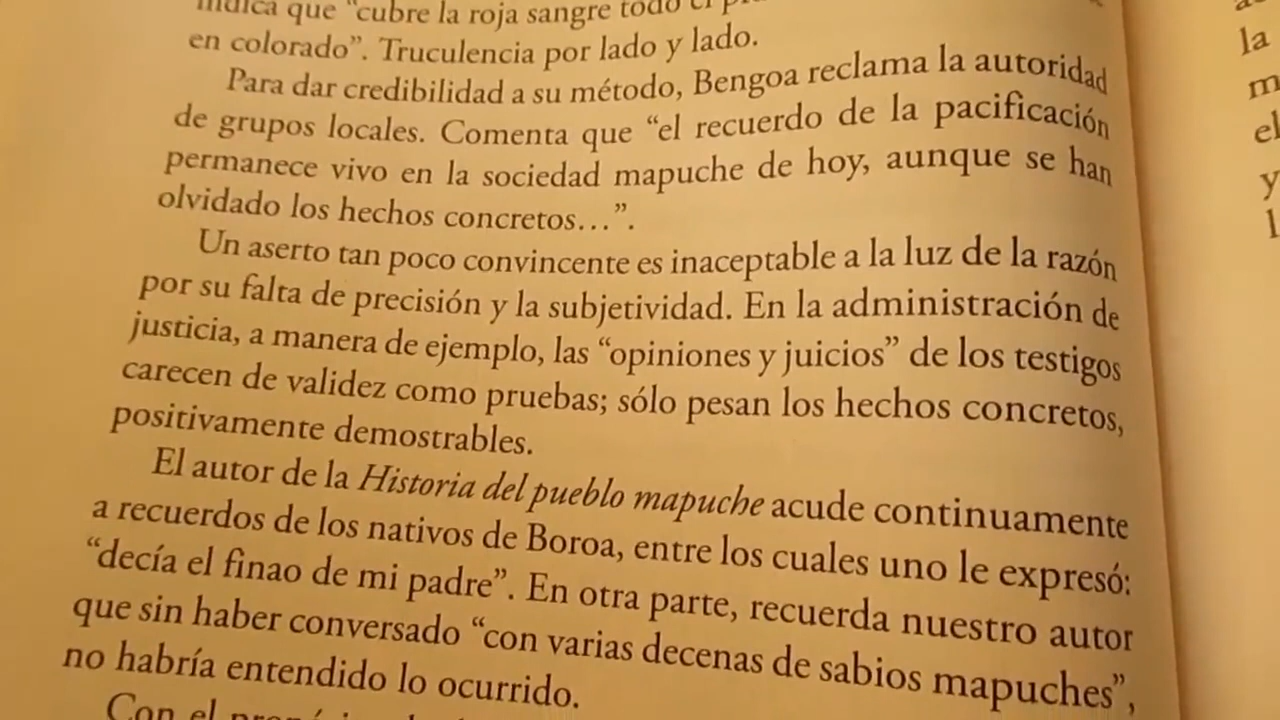 indica que “cubre la roja sangre todo el
en colorado”. Truculencia por lado y lado.
Para dar credibilidad a su método, Bengoa reclama la autoridad
de grupos locales. Comenta que “el recuerdo de la pacificación
permanece vivo en la sociedad mapuche de hoy, aunque se han
olvidado los hechos concretos…”.
Un aserto tan poco convincente es inaceptable a la luz de la razón
por su falta de precisión y la subjetividad. En la administración de
justicia, a manera de ejemplo, las “opiniones y juicios” de los testigos
carecen de validez como pruebas; sólo pesan los hechos concretos,
positivamente demostrables.
El autor de la Historia del pueblo mapuche acude continuamente
a recuerdos de los nativos de Boroa, entre los cuales uno le expresó:
“decía el finao de mi padre”. En otra parte, recuerda nuestro autor
que sin haber conversado “con varias decenas de sabios mapuches”,
no habría entendido lo ocurrido.
Con el
la
m
el
y
l